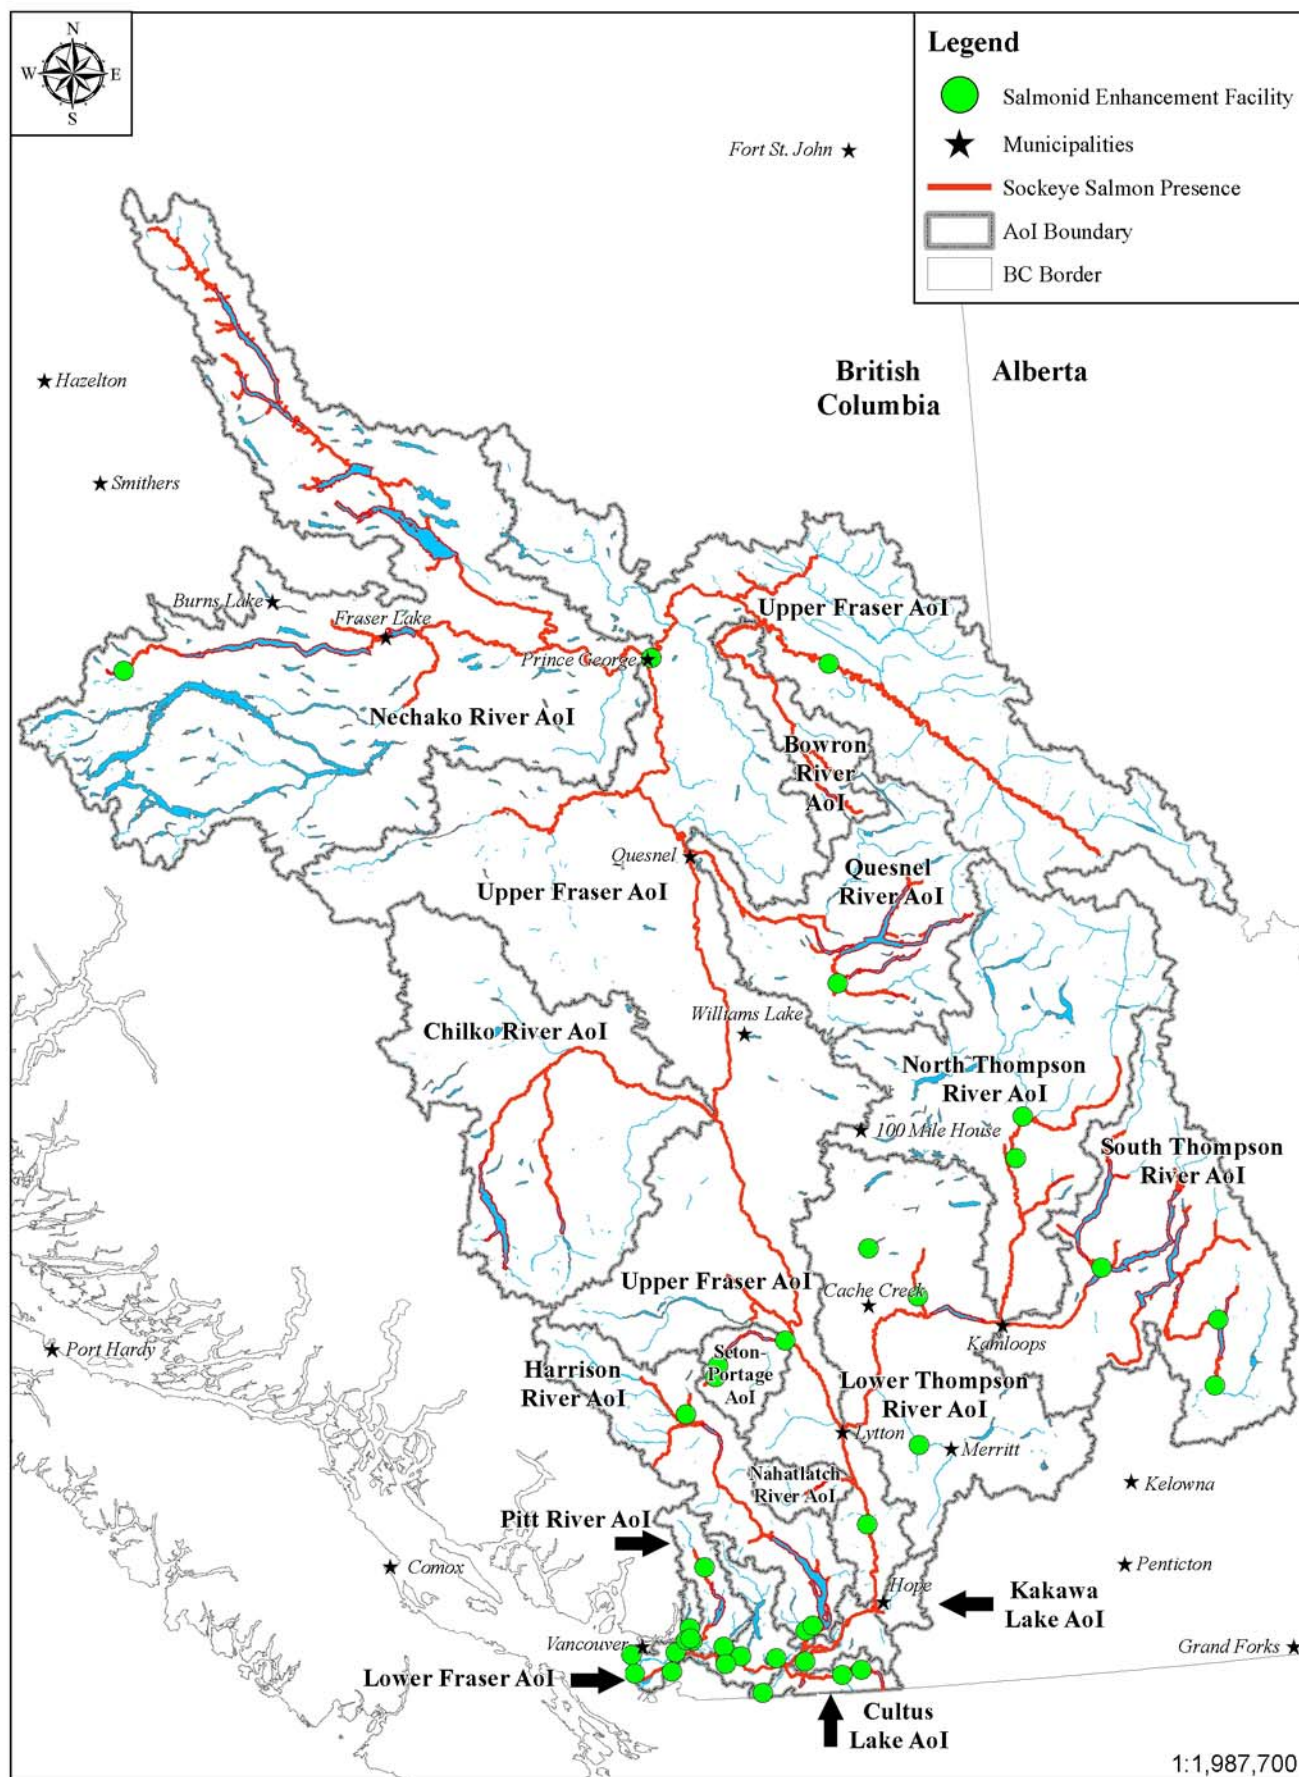 N
W E
S
Legend
Salmonid Enhancement Facility
Municipalities
Sockeye Salmon Presence
AoI Boundary
BC Border
Fort St. John
British
Columbia
Alberta
Hazelton
Smithers
Burns Lake
Fraser Lake
Prince George
Upper Fraser AoI
Nechako River AoI
Bowron
River
AoI
Quesnel
Upper Fraser AoI
Quesnel
River AoI
Williams Lake
Chilko River AoI
North Thompson
River AoI
100 Mile House
South Thompson
River AoI
Upper Fraser AoI
Cache Creek
Kamloops
Port Hardy
Harrison
River AoI
Seton-
Portage
AoI
Lower Thompson
River AoI
Lytton
Merritt
Nahatlatch
River AoI
Kelowna
Pitt River AoI
Comox
Penticton
Hope
Kakawa
Lake AoI
Vancouver
Grand Forks
Lower Fraser AoI
Cultus
Lake AoI
1:1,987,700